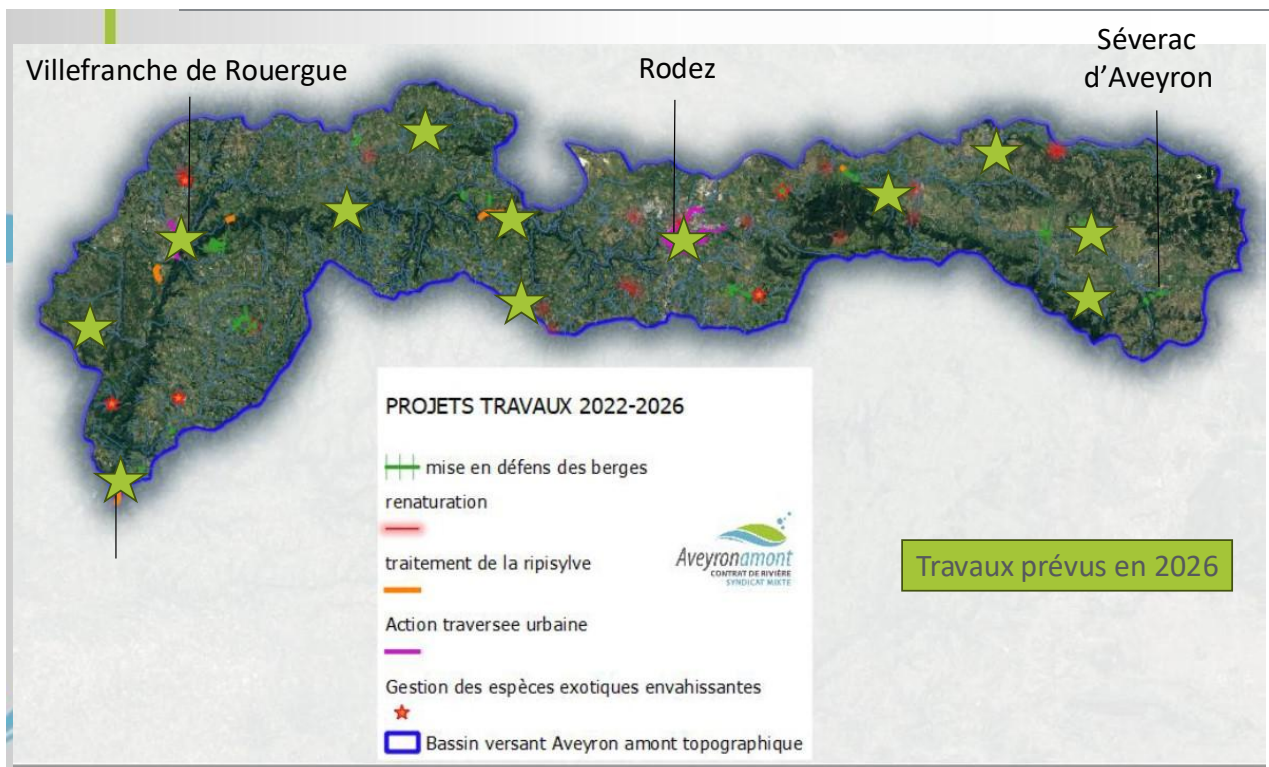 Villefranche de Rouergue
Rodez
Séverac
d’Aveyron
PROJETS TRAVAUX 2022-2026
mise en défens des berges
renaturation
traitement de la ripisylve
Action traversee urbaine
Gestion des espèces exotiques envahissantes
Bassin versant Aveyron amont topographique
Aveyronamont
CONTRAT DE RIVIÈRE
SYNDICAT MIXTE
Travaux prévus en 2026